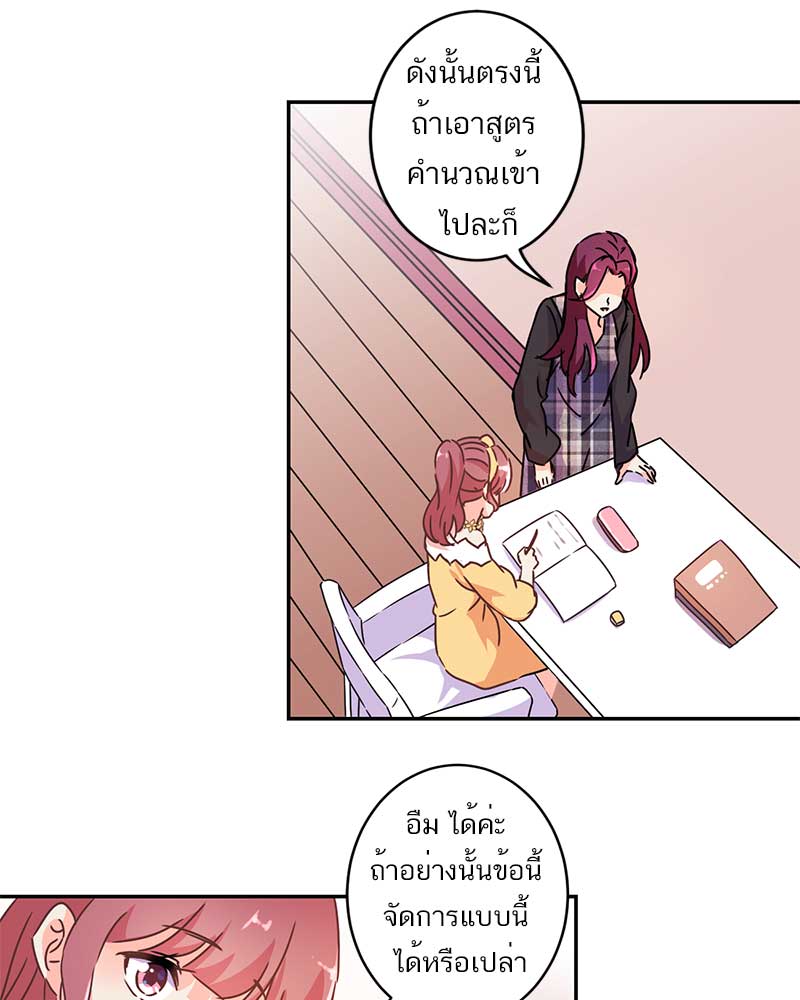 ดังนั้นตรงนี้
ถ้าเอาสูตร
คำนวณเข้า
ไปละก็
อืม ได้ค่ะ
ถ้าอย่างนั้นข้อนี้
จัดการแบบนี้
ได้หรือเปล่า